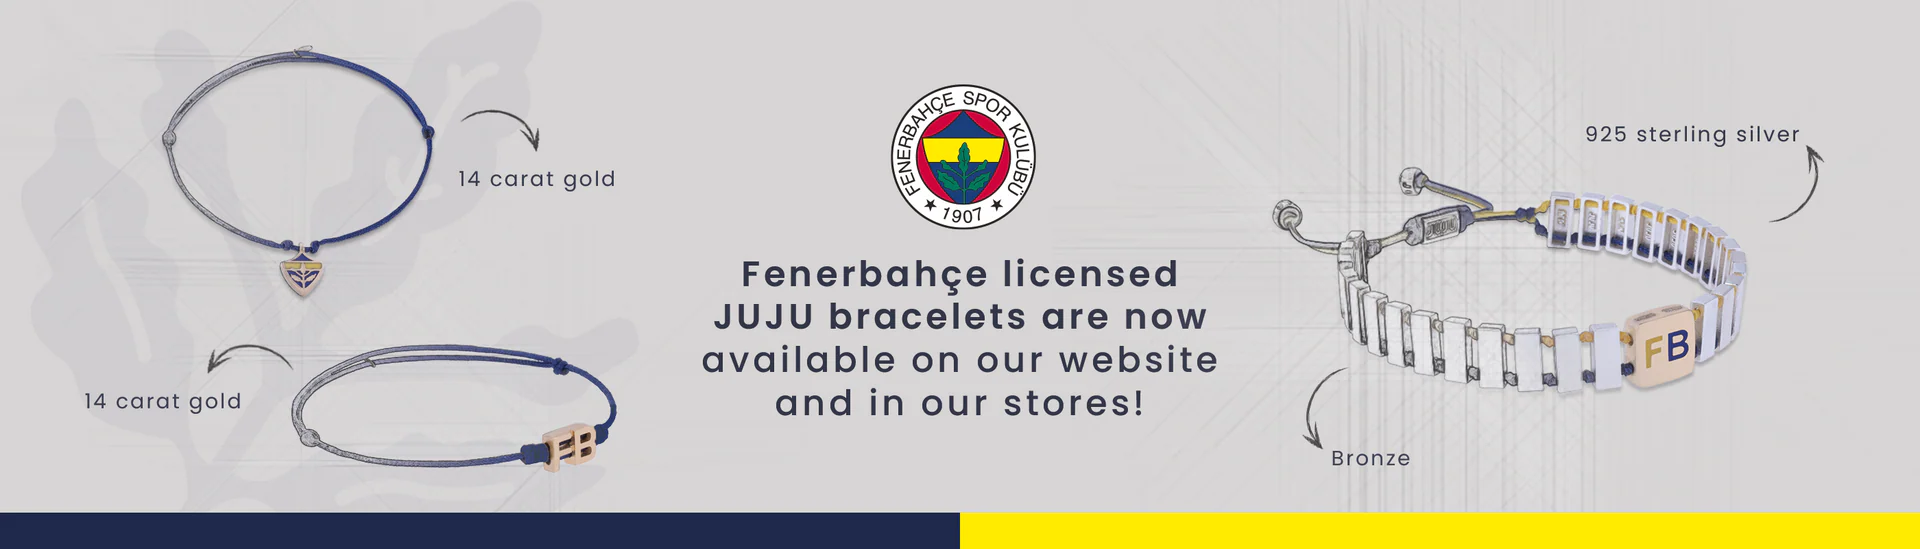 14 carat gold
14 carat gold
FB
FENERBAHÇE SPOR KULÜBÜ
★ 1907 ★
Fenerbahçe licensed
JUJU bracelets are now
available on our website
and in our stores!
925 sterling silver
JUJU
FB
Bronze